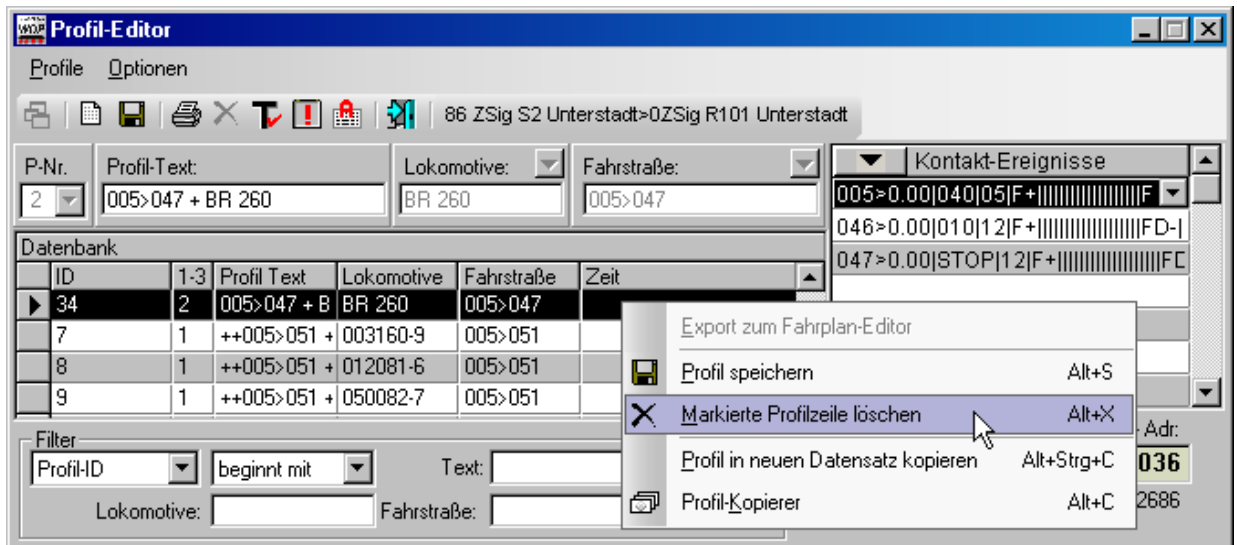 WDP Profil-Editor
Profile Optionen
86 ZSig S2 Unterstadt>0ZSig R101 Unterstadt
P-Nr. Profil-Text: Lokomotive: Fahrstraße: Kontakt-Ereignisse
2 005>047 + BR 260 BR 260 005>047 005>0.00|040|05|F+|||||||||||||||||||F
046>0.00|010|12|F+|||||||||||||||||||FD-|
Datenbank 047>0.00|STOP|12|F+|||||||||||||||||||FD
ID 1-3 Profil Text Lokomotive Fahrstraße Zeit
34 2 005>047 + B BR 260 005>047
7 1 ++005>051 + 003160-9 005>051
8 1 ++005>051 + 012081-6 005>051
9 1 ++005>051 + 050082-7 005>051
Export zum Fahrplan-Editor
Profil speichern Alt+S
Markierte Profilzeile löschen Alt+X
Profil in neuen Datensatz kopieren Alt+Strg+C
Profil-Kopierer Alt+C
Filter Adr:
Profil-ID beginnt mit Text: 036
Lokomotive: Fahrstraße: 2686